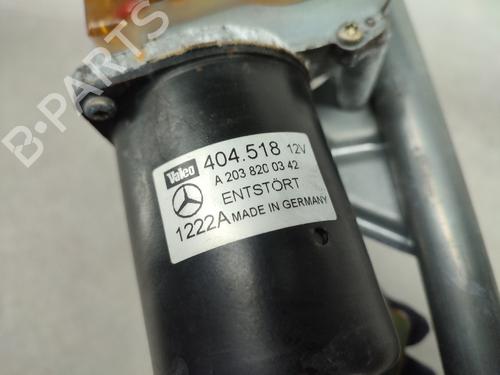 B-PARTS
Valeo 404.518 12V
A 203 820 03 42
ENTSTÖRT
1222A MADE IN GERMANY